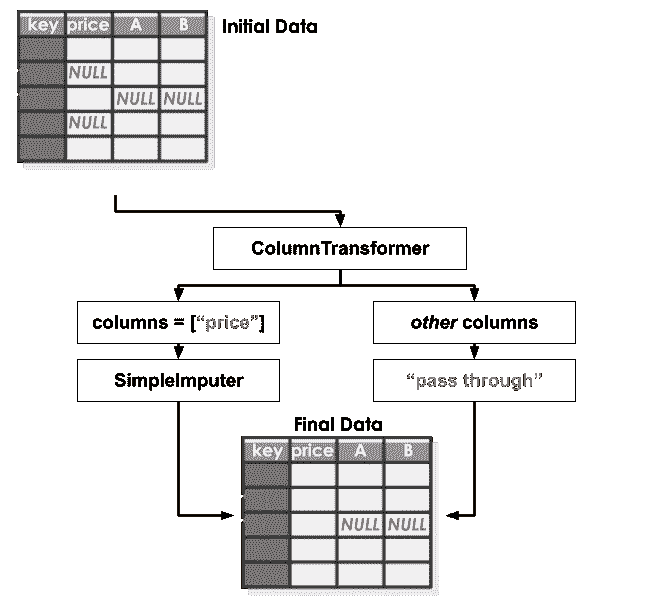 key price A B
Initial Data
NULL
NULL NULL
NULL
ColumnTransformer
columns = ["price"]
other columns
SimpleImputer
"pass through"
Final Data
key price A B
NULL NULL